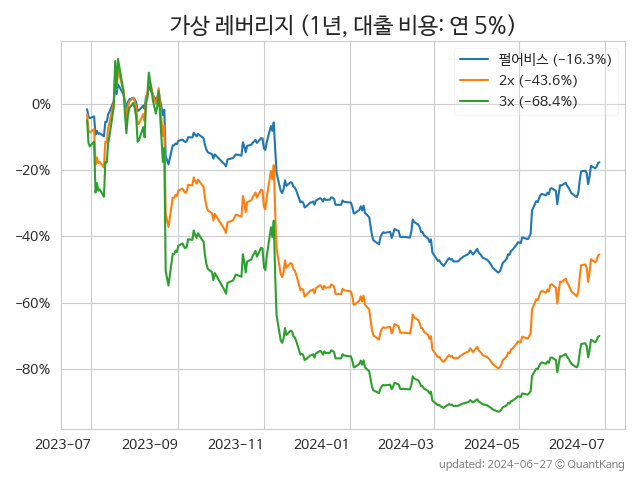 가상 레버리지 (1년, 대출 비용: 연 5%)
펄어비스 (−16.3%)
2x (−43.6%)
3x (−68.4%)
0%
−20%
−40%
−60%
−80%
2023−07 2023−09 2023−11 2024−01 2024−03 2024−05 2024−07
updated: 2024−06−27 © QuantKang